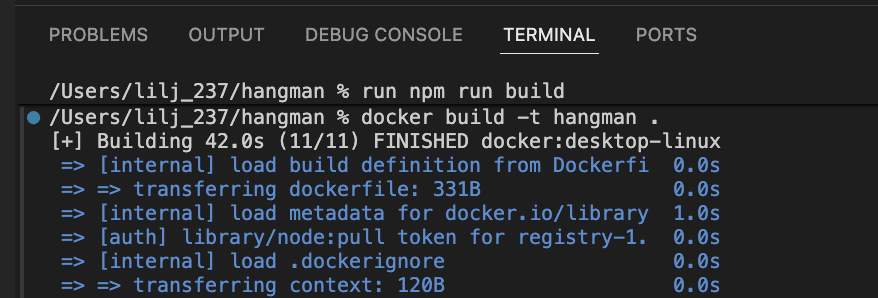 PROBLEMS OUTPUT DEBUG CONSOLE TERMINAL PORTS
/Users/lilj_237/hangman % run npm run build
/Users/lilj_237/hangman % docker build -t hangman .
[+] Building 42.0s (11/11) FINISHED docker:desktop-linux
=> [internal] load build definition from Dockerfi 0.0s
=> => transferring dockerfile: 331B 0.0s
=> [internal] load metadata for docker.io/library 1.0s
=> [auth] library/node:pull token for registry-1. 0.0s
=> [internal] load .dockerignore 0.0s
=> => transferring context: 120B 0.0s